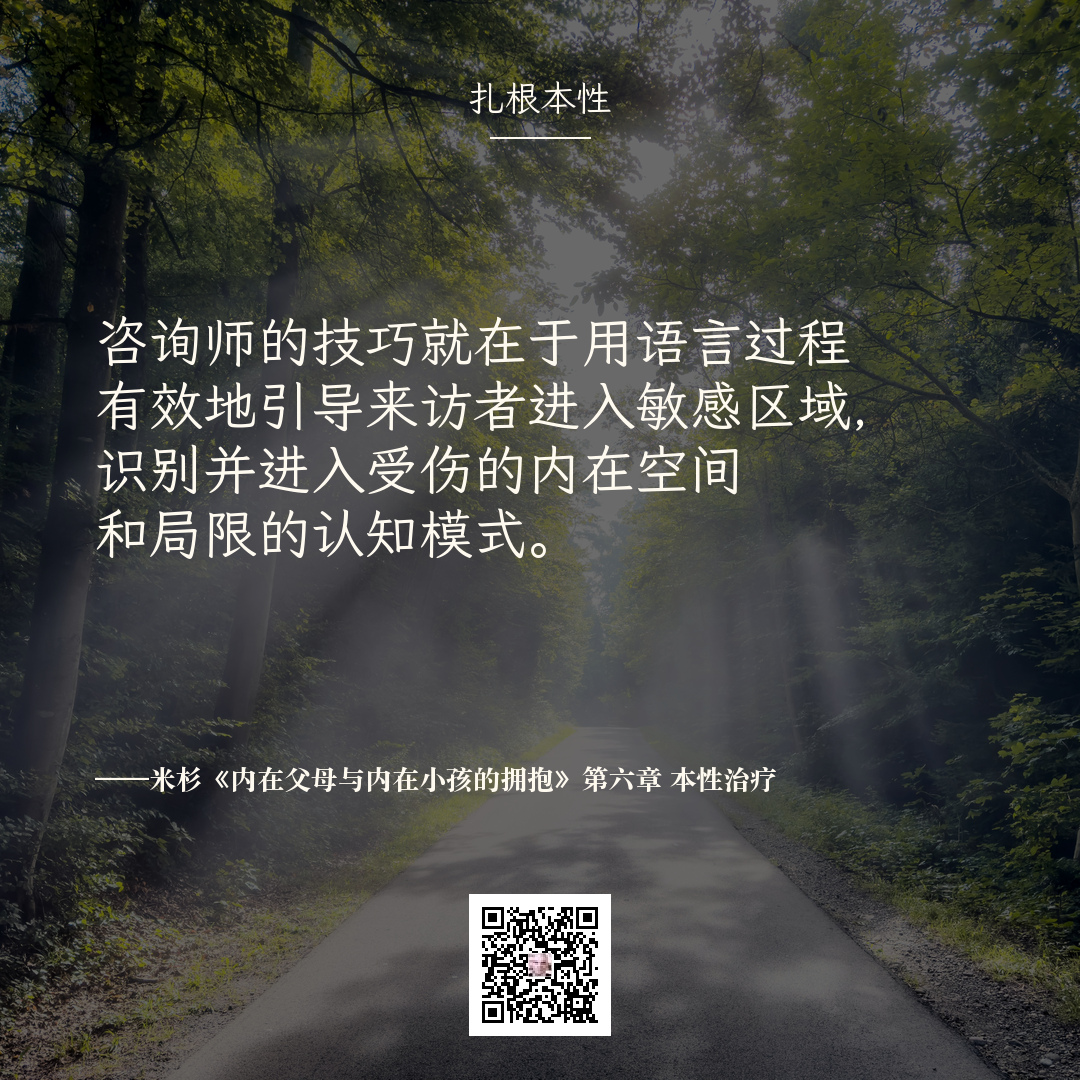 扎根本性
咨询师的技巧就在于用语言过程
有效地引导来访者进入敏感区域,
识别并进入受伤的内在空间
和局限的认知模式。
——米杉《内在父母与内在小孩的拥抱》第六章 本性治疗